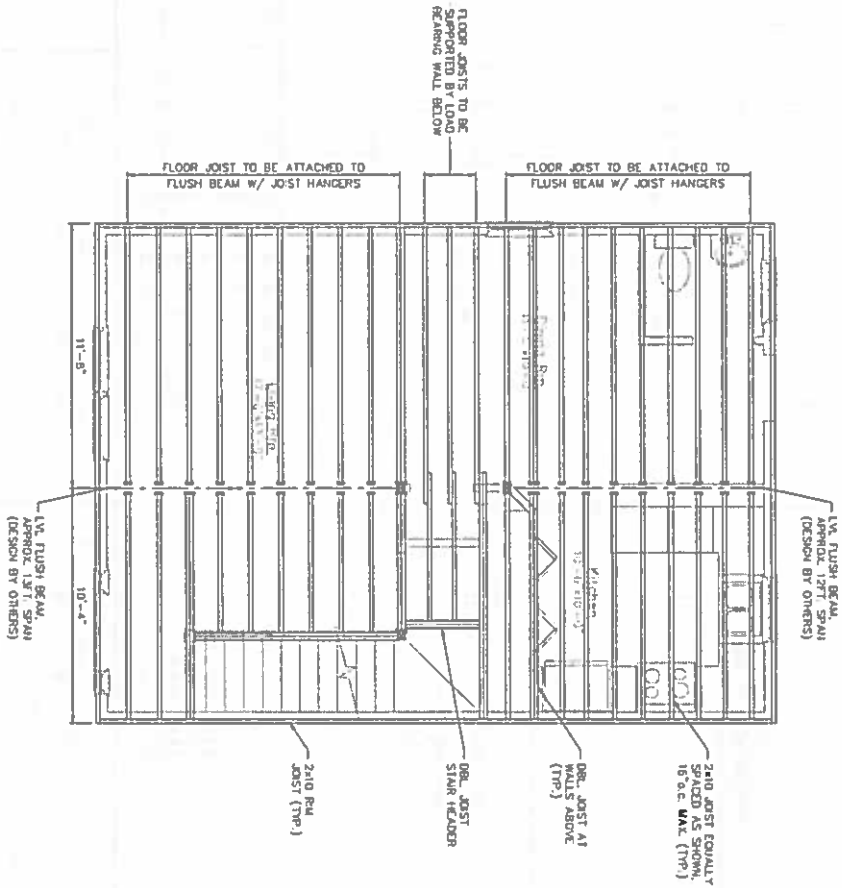 FLOOR JOISTS TO BE
SUPPORTED BY LOAD
BEARING WALL BELOW
FLOOR JOIST TO BE ATTACHED TO
FLUSH BEAM W/ JOIST HANGERS
FLOOR JOIST TO BE ATTACHED TO
FLUSH BEAM W/ JOIST HANGERS
11'-8"
10'-4"
Kitchen
LVL FLUSH BEAM,
APPROX. 13FT. SPAN
(DESIGN BY OTHERS)
LVL FLUSH BEAM,
APPROX. 12FT. SPAN
(DESIGN BY OTHERS)
2x10 RIM
JOIST (TYP.)
DBL. JOIST
STAIR HEADER
DBL. JOIST AT
WALLS ABOVE
(TYP.)
2x10 JOIST EQUALLY
SPACED AS SHOWN.
16"o.c. MAX. (TYP.)